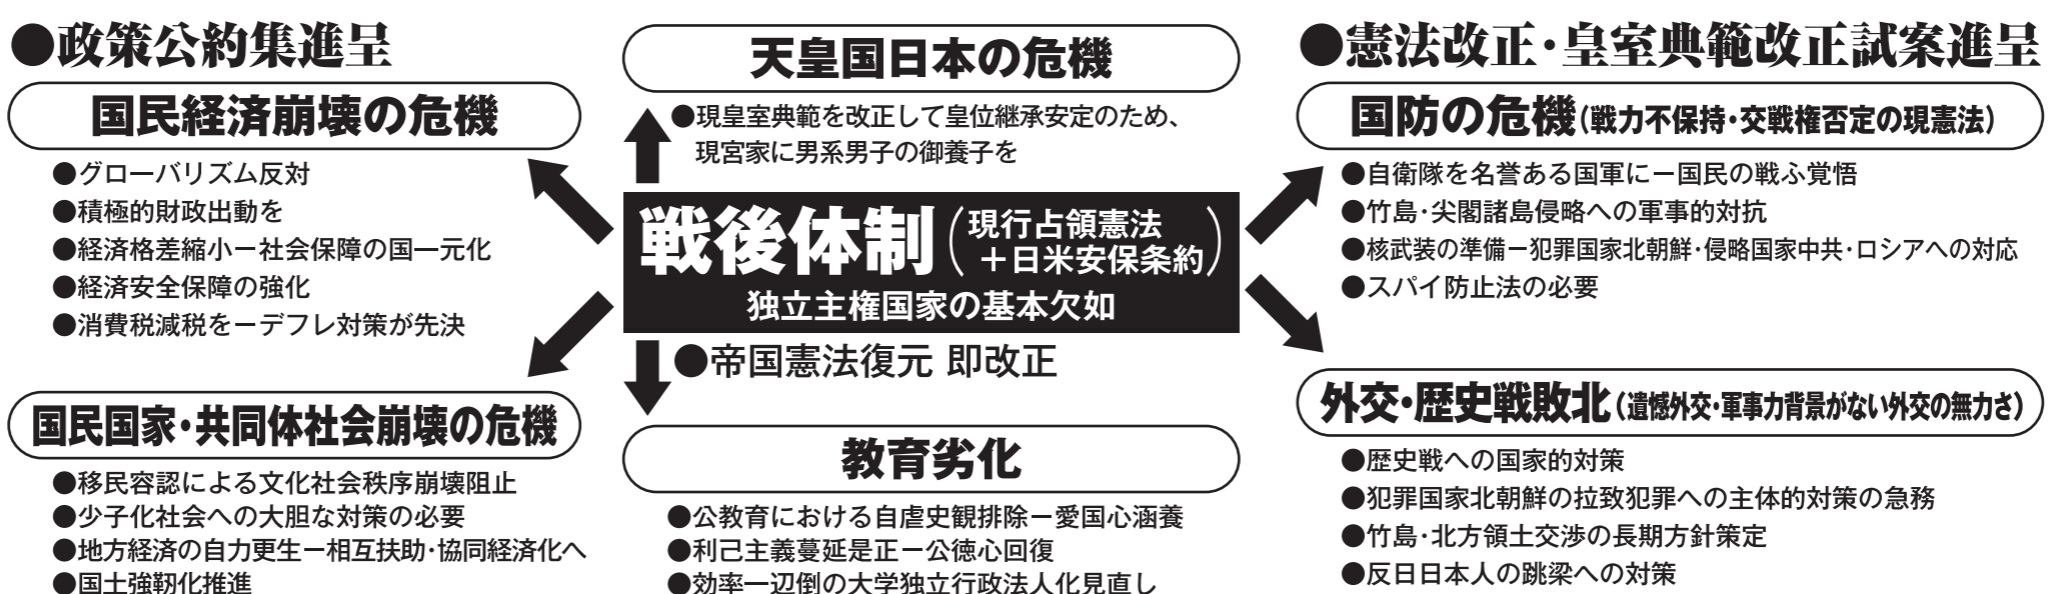 ●政策公約集進呈
国民経済崩壊の危機
●グローバリズム反対
●積極的財政出動を
●経済格差縮小ー社会保障の国一元化
●経済安全保障の強化
●消費税減税をーデフレ対策が先決
国民国家・共同体社会崩壊の危機
●移民容認による文化社会秩序崩壊阻止
●少子化社会への大胆な対策の必要
●地方経済の自力更生ー相互扶助・協同経済化へ
●国土強靭化推進
天皇国日本の危機
●現皇室典範を改正して皇位継承安定のため、
現宮家に男系男子の御養子を
戦後体制(現行占領憲法
＋日米安保条約)
独立主権国家の基本欠如
●帝国憲法復元 即改正
教育劣化
●公教育における自虐史観排除ー愛国心涵養
●利己主義蔓延是正ー公徳心回復
●効率一辺倒の大学独立行政法人化見直し
●憲法改正・皇室典範改正試案進呈
国防の危機(戦力不保持・交戦権否定の現憲法)
●自衛隊を名誉ある国軍にー国民の戦ふ覚悟
●竹島・尖閣諸島侵略への軍事的対抗
●核武装の準備ー犯罪国家北朝鮮・侵略国家中共・ロシアへの対応
●スパイ防止法の必要
外交・歴史戦敗北(遺憾外交・軍事力背景がない外交の無力さ)
●歴史戦への国家的対策
●犯罪国家北朝鮮の拉致犯罪への主体的対策の急務
●竹島・北方領土交渉の長期方針策定
●反日日本人の跳梁への対策